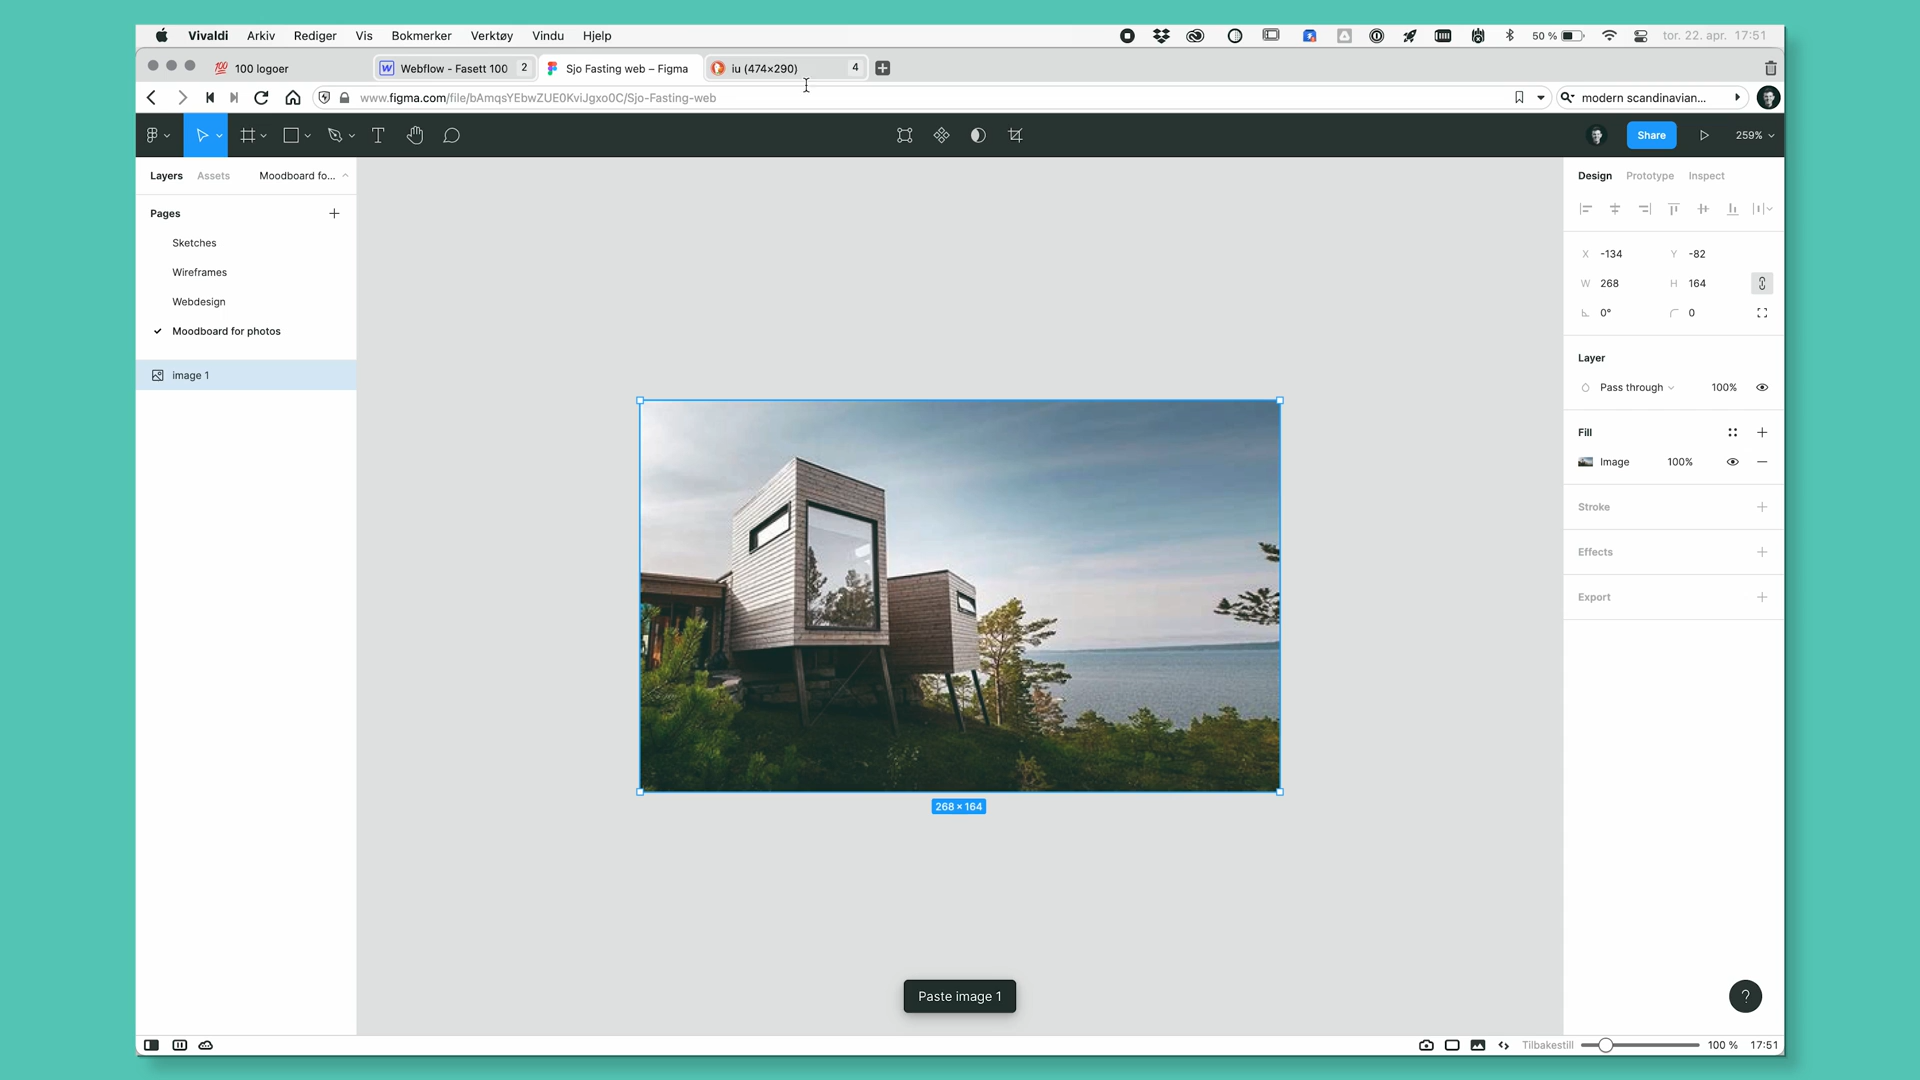 Vivaldi Arkiv Rediger Vis Bokmerker Verktøy Vindu Hjelp 50 % tor. 22. apr. 17:51
100 logoer Webflow - Fasett 100 2 Sjo Fasting web – Figma iu (474×290) 4
www.figma.com/file/bAmqsYEbwZUE0KviJgxo0C/Sjo-Fasting-web modern scandinavian...
Share 259%
Layers Assets Moodboard fo... Design Prototype Inspect
Pages
Sketches
Wireframes
Webdesign
Moodboard for photos
image 1
X -134 Y -82
W 268 H 164
0° 0
Layer
Pass through 100%
Fill
Image 100%
Stroke
Effects
Export
268 × 164
Paste image 1
?
Tilbakestill 100 % 17:51